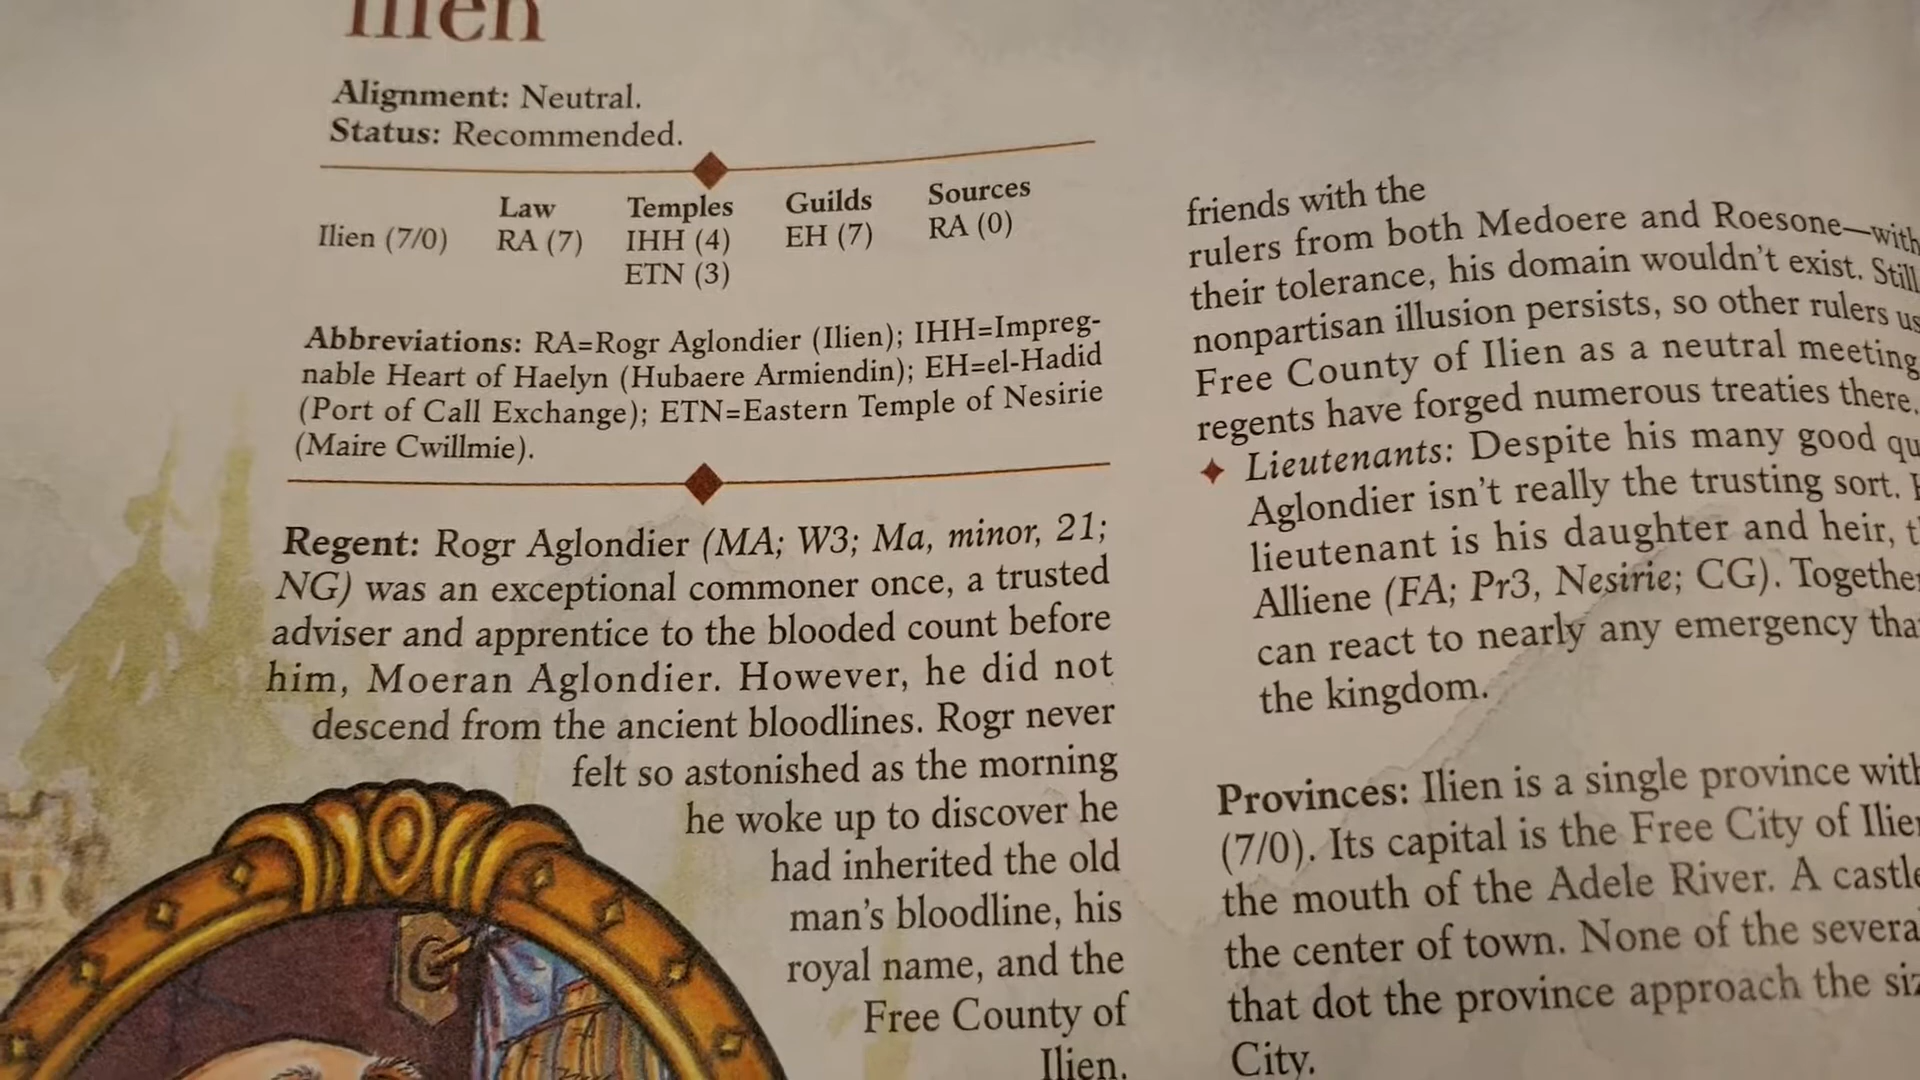 Ilien
Alignment: Neutral.
Status: Recommended.
Law Temples Guilds Sources
Ilien (7/0) RA (7) IHH (4) EH (7) RA (0)
ETN (3)
Abbreviations: RA=Rogr Aglondier (Ilien); IHH=Impreg-
nable Heart of Haelyn (Hubaere Armiendin); EH=el-Hadid
(Port of Call Exchange); ETN=Eastern Temple of Nesirie
(Maire Cwillmie).
Regent: Rogr Aglondier (MA; W3; Ma, minor, 21;
NG) was an exceptional commoner once, a trusted
adviser and apprentice to the blooded count before
him, Moeran Aglondier. However, he did not
descend from the ancient bloodlines. Rogr never
felt so astonished as the morning
he woke up to discover he
had inherited the old
man's bloodline, his
royal name, and the
Free County of
Ilien.
friends with the
rulers from both Medoere and Roesone—with
their tolerance, his domain wouldn't exist. Still
nonpartisan illusion persists, so other rulers us
Free County of Ilien as a neutral meeting
regents have forged numerous treaties there.
Lieutenants: Despite his many good qu
Aglondier isn't really the trusting sort.
lieutenant is his daughter and heir, t
Alliene (FA; Pr3, Nesirie; CG). Together
can react to nearly any emergency tha
the kingdom.
Provinces: Ilien is a single province with
(7/0). Its capital is the Free City of Ilien
the mouth of the Adele River. A castle
the center of town. None of the severa
that dot the province approach the siz
City.